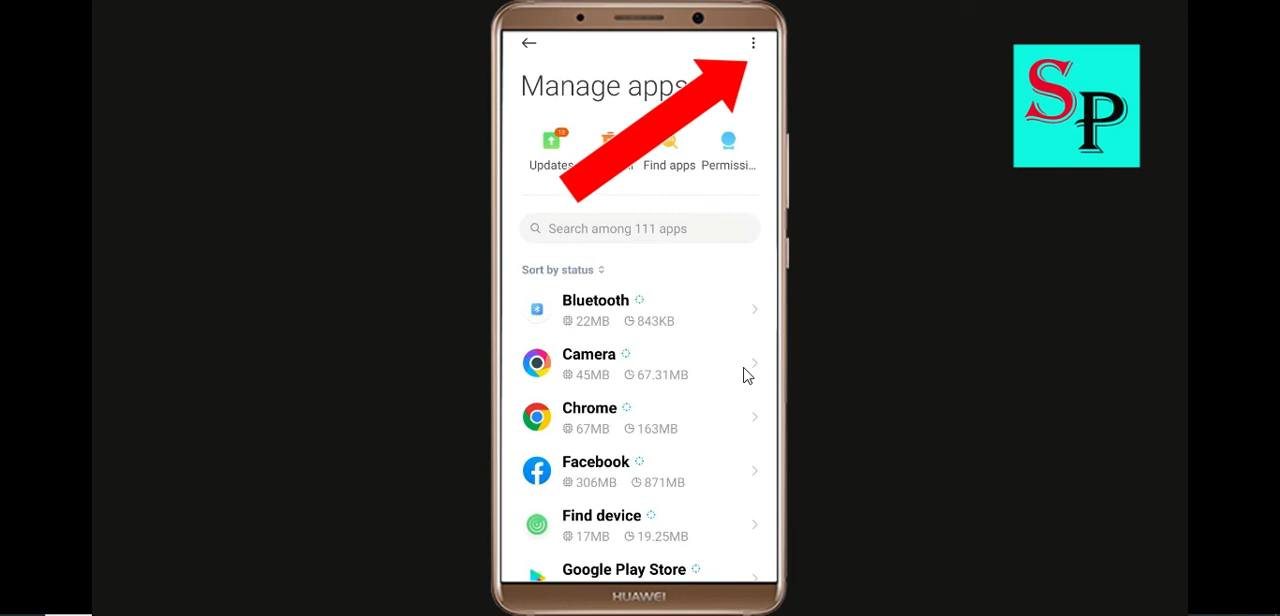 SP
Manage apps
18
Updates
Find apps
Permissi...
Search among 111 apps
Sort by status
Bluetooth
22MB 843KB
Camera
45MB 67.31MB
Chrome
67MB 163MB
Facebook
306MB 871MB
Find device
17MB 19.25MB
Google Play Store
HUAWEI